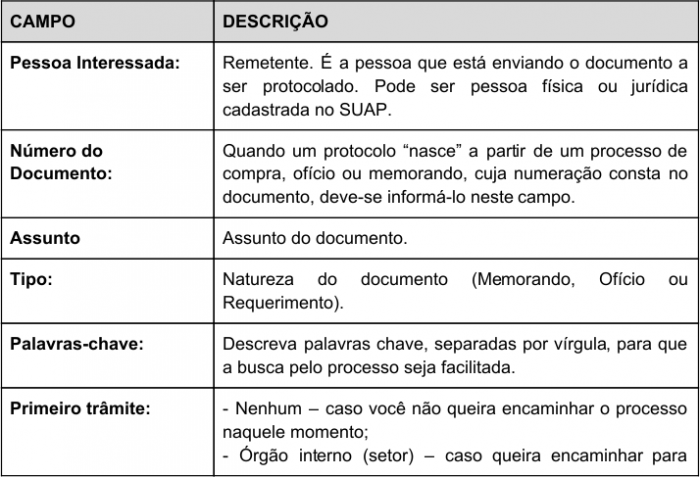 CAMPO DESCRIÇÃO
Pessoa Interessada: Remetente. É a pessoa que está enviando o documento a
ser protocolado. Pode ser pessoa física ou jurídica
cadastrada no SUAP.
Número do Quando um protocolo “nasce” a partir de um processo de
Documento: compra, ofício ou memorando, cuja numeração consta no
documento, deve-se informá-lo neste campo.
Assunto Assunto do documento.
Tipo: Natureza do documento (Memorando, Ofício ou
Requerimento).
Palavras-chave: Descreva palavras chave, separadas por vírgula, para que
a busca pelo processo seja facilitada.
Primeiro trâmite: - Nenhum – caso você não queira encaminhar o processo
naquele momento;
- Órgão interno (setor) – caso queira encaminhar para